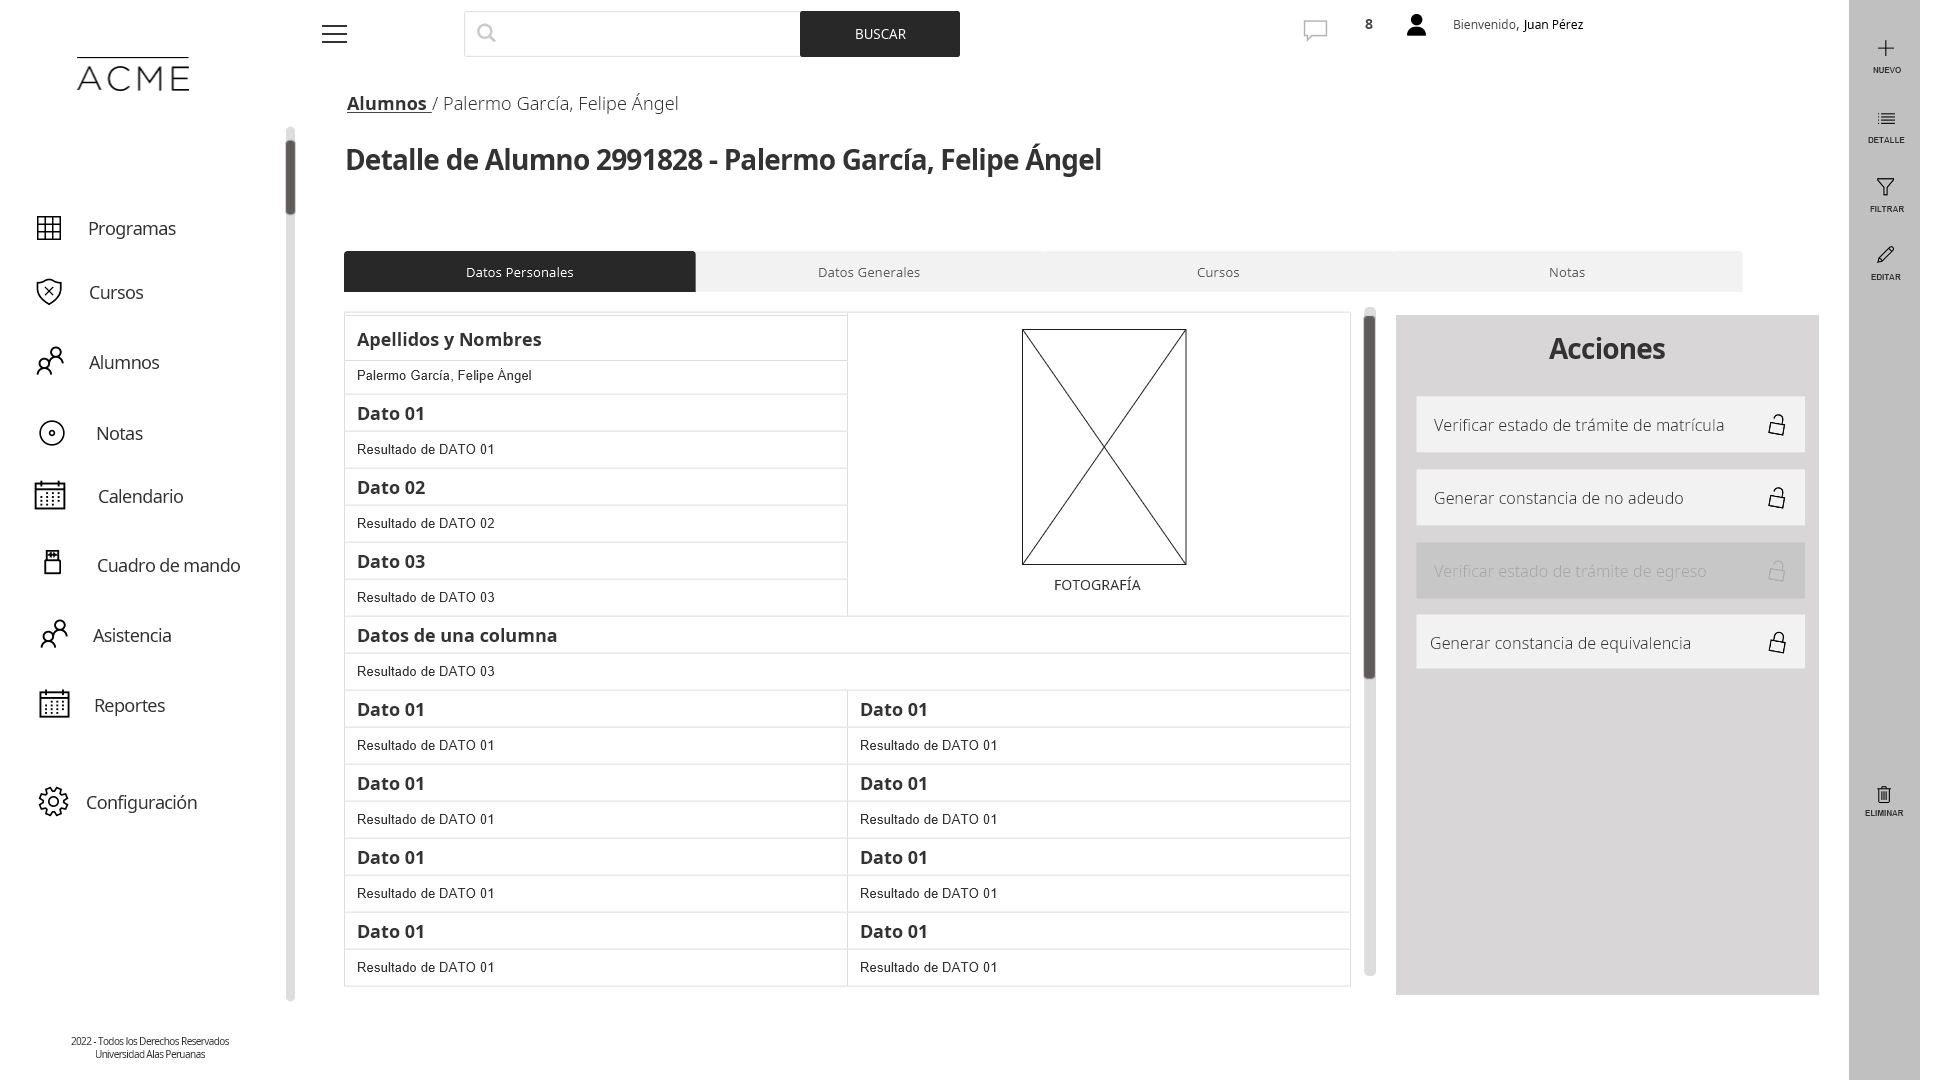 ACME
BUSCAR
8
Bienvenido, Juan Pérez
Alumnos / Palermo García, Felipe Ángel
Detalle de Alumno 2991828 - Palermo García, Felipe Ángel
Programas
Cursos
Alumnos
Notas
Calendario
Cuadro de mando
Asistencia
Reportes
Configuración
2022 - Todos los Derechos Reservados
Universidad Alas Peruanas
Datos Personales
Datos Generales
Cursos
Notas
Apellidos y Nombres
Palermo García, Felipe Ángel
Dato 01
Resultado de DATO 01
Dato 02
Resultado de DATO 02
Dato 03
Resultado de DATO 03
FOTOGRAFÍA
Datos de una columna
Resultado de DATO 03
Dato 01 Dato 01
Resultado de DATO 01 Resultado de DATO 01
Dato 01 Dato 01
Resultado de DATO 01 Resultado de DATO 01
Dato 01 Dato 01
Resultado de DATO 01 Resultado de DATO 01
Dato 01 Dato 01
Resultado de DATO 01 Resultado de DATO 01
Acciones
Verificar estado de trámite de matrícula
Generar constancia de no adeudo
Verificar estado de trámite de egreso
Generar constancia de equivalencia
NUEVO
DETALLE
FILTRAR
EDITAR
ELIMINAR